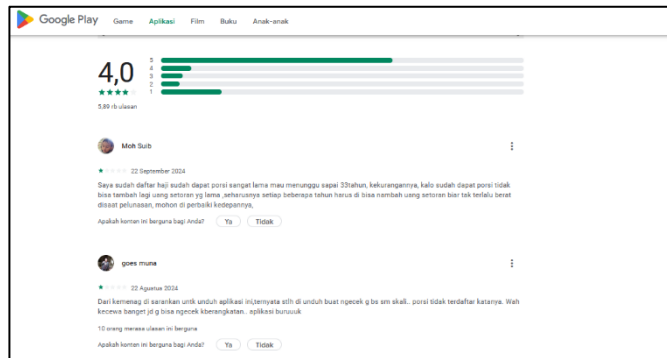 Google Play Game Aplikasi Film Buku Anak-anak
4,0
5
4
3
2
1
5,89 rb ulasan
Moh Suib
22 September 2024
Saya sudah daftar haji sudah dapat porsi sangat lama mau menunggu sapai 33tahun, kekurangannya, kalo sudah dapat porsi tidak
bisa tambah lagi uang setoran yg lama ,seharusnya setiap beberapa tahun harus di bisa nambah uang setoran biar tak terlalu berat
disaat pelunasan, mohon di perbaiki kedepannya,
Apakah konten ini berguna bagi Anda? Ya Tidak
goes muna
22 Agustus 2024
Dari kemenag di sarankan untk unduh aplikasi ini,ternyata stlh di unduh buat ngecek g bs sm skali.. porsi tidak terdaftar katanya. Wah
kecewa banget jd g bisa ngecek kberangkatan.. aplikasi buruuuk
10 orang merasa ulasan ini berguna
Apakah konten ini berguna bagi Anda? Ya Tidak